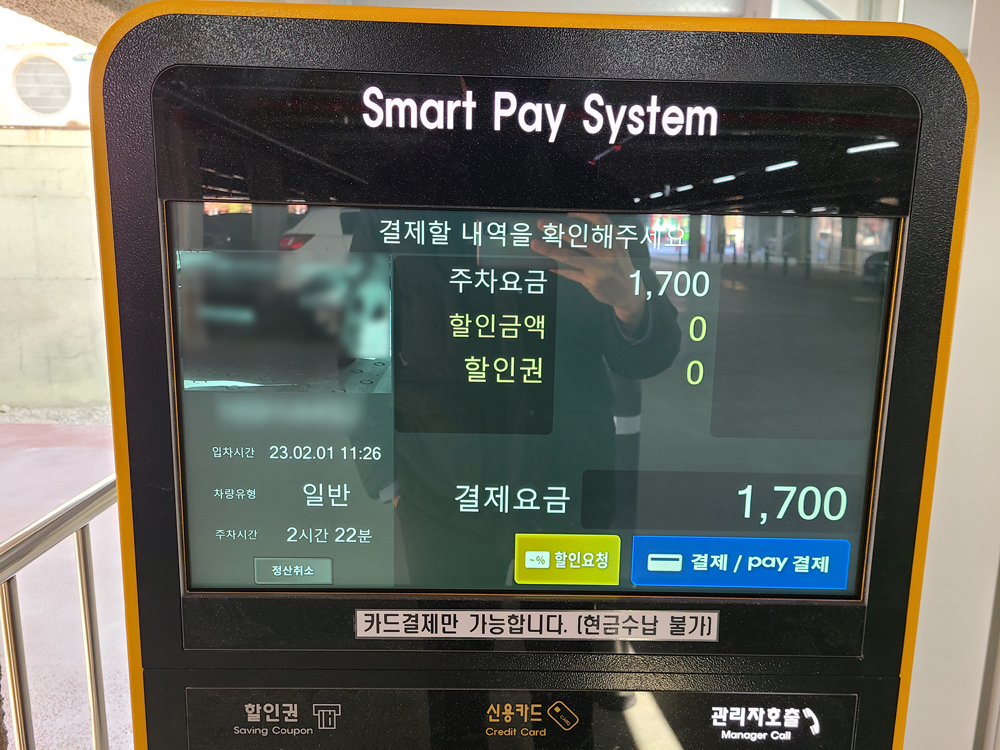 Smart Pay System
결제할 내역을 확인해주세요
주차요금 1,700
할인금액 0
할인권 0
입차시간 23.02.01 11:26
차량유형 일반
주차시간 2시간 22분
정산취소
결제요금 1,700
~% 할인요청
결제 / pay 결제
카드결제만 가능합니다. (현금수납 불가)
할인권
Saving Coupon
신용카드
Credit Card
CARD
관리자호출
Manager Call